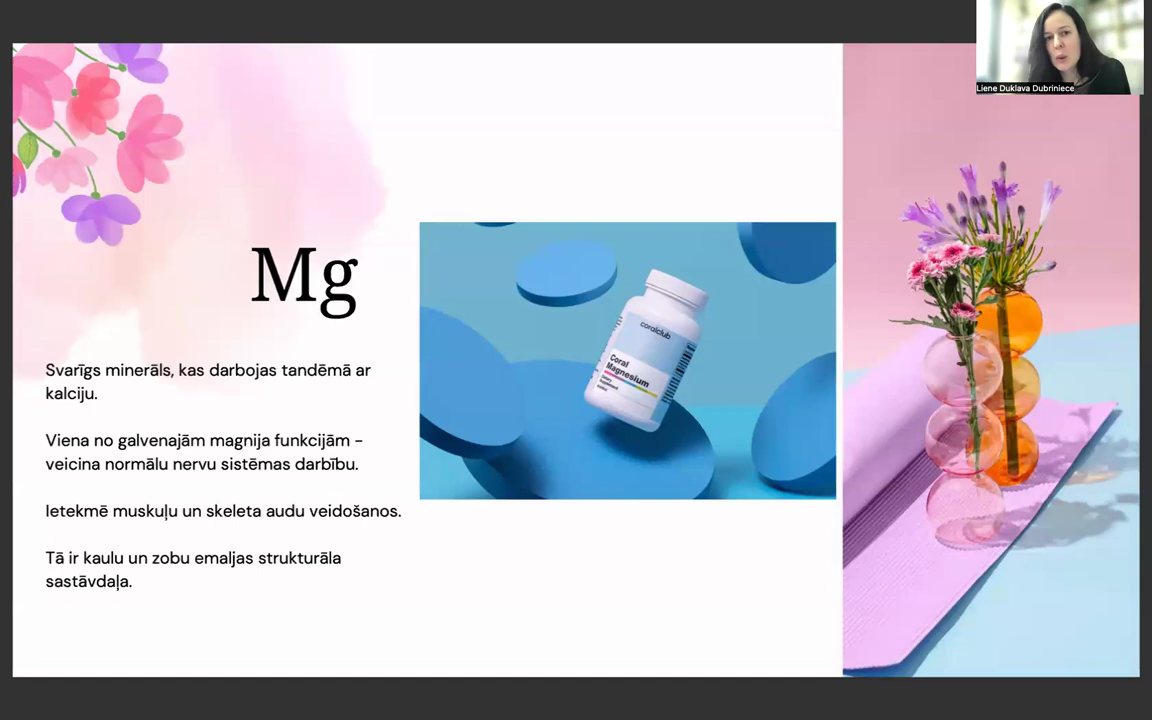 Liene Duklava Dubriniece
Mg
Svarīgs minerāls, kas darbojas tandēmā ar
kalciju.
Viena no galvenajām magnija funkcijām -
veicina normālu nervu sistēmas darbību.
Ietekmē muskuļu un skeleta audu veidošanos.
Tā ir kaulu un zobu emaljas strukturāla
sastāvdaļa.
coralclub
Coral
Magnesium